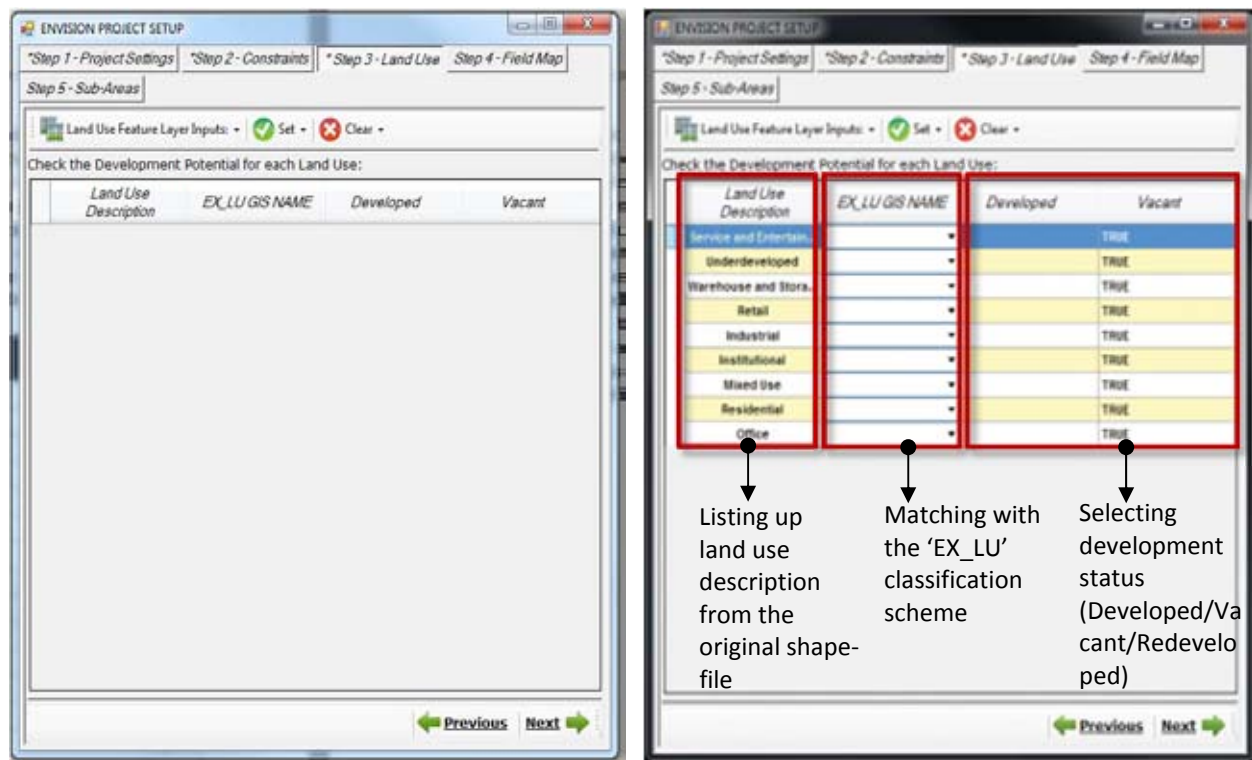 ENVISION PROJECT SETUP
*Step 1 - Project Settings *Step 2 - Constraints *Step 3 - Land Use Step 4 - Field Map
Step 5 - Sub-Areas
Land Use Feature Layer Inputs: Set Clear
Check the Development Potential for each Land Use:
Land Use Description EX_LU GIS NAME Developed Vacant
Previous Next
ENVISION PROJECT SETUP
*Step 1 - Project Settings *Step 2 - Constraints *Step 3 - Land Use Step 4 - Field Map
Step 5 - Sub-Areas
Land Use Feature Layer Inputs: Set Clear
Check the Development Potential for each Land Use:
Land Use Description EX_LU GIS NAME Developed Vacant
Service and Entertain... TRUE
Underdeveloped TRUE
Warehouse and Stora... TRUE
Retail TRUE
Industrial TRUE
Institutional TRUE
Mixed Use TRUE
Residential TRUE
Office TRUE
Listing up
land use
description
from the
original shape-
file
Matching with
the ‘EX_LU’
classification
scheme
Selecting
development
status
(Developed/Va
cant/Redevelo
ped)
Previous Next